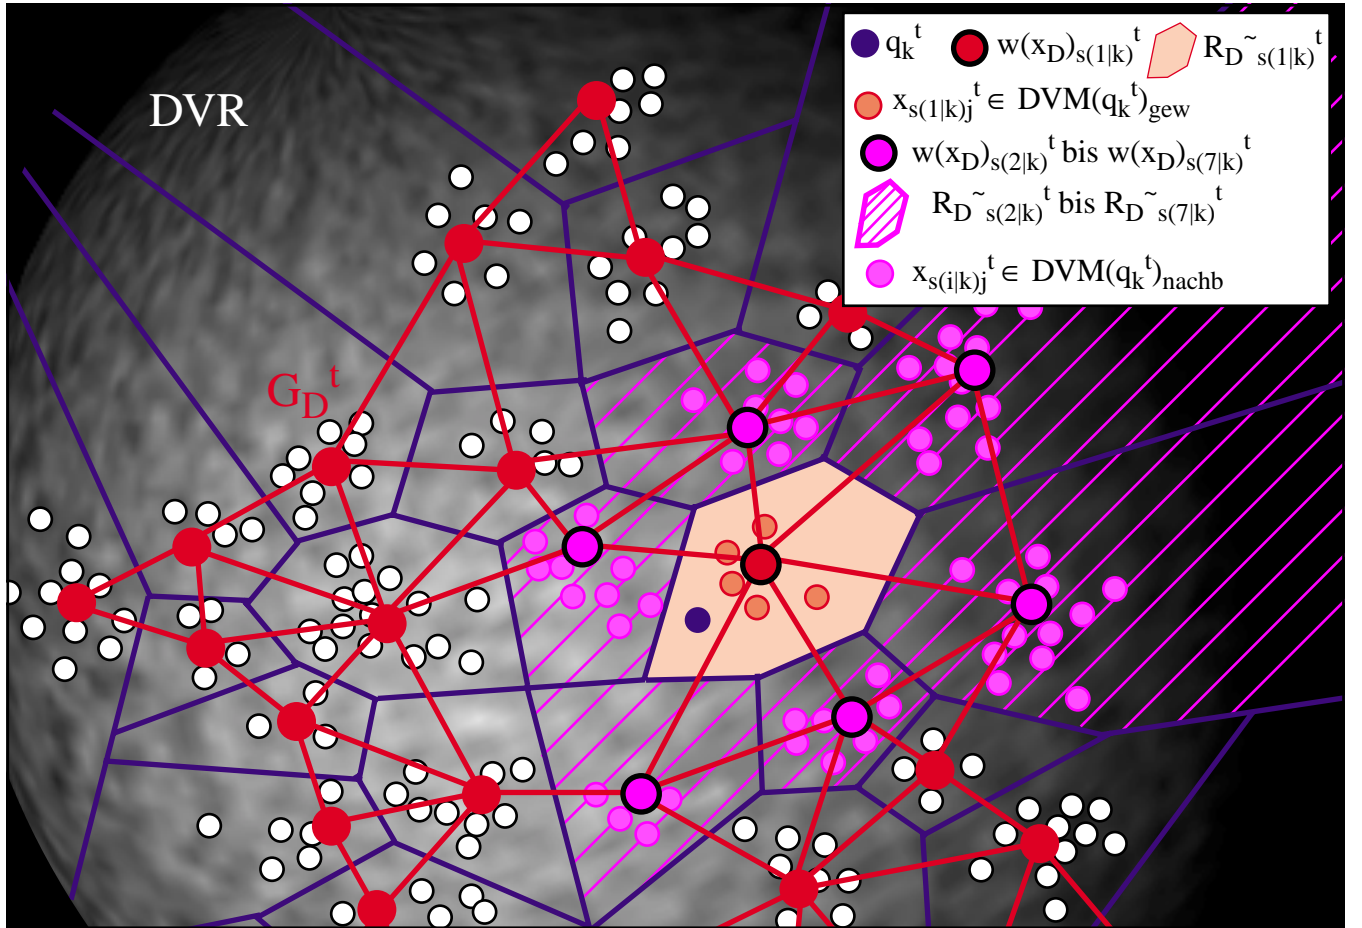 DVR
q_k^t w(x_D)_s(1|k)^t R_D^~_s(1|k)^t
x_s(1|k)j^t ∈ DVM(q_k^t)_gew
w(x_D)_s(2|k)^t bis w(x_D)_s(7|k)^t
R_D^~_s(2|k)^t bis R_D^~_s(7|k)^t
x_s(i|k)j^t ∈ DVM(q_k^t)_nachb
G_D^t